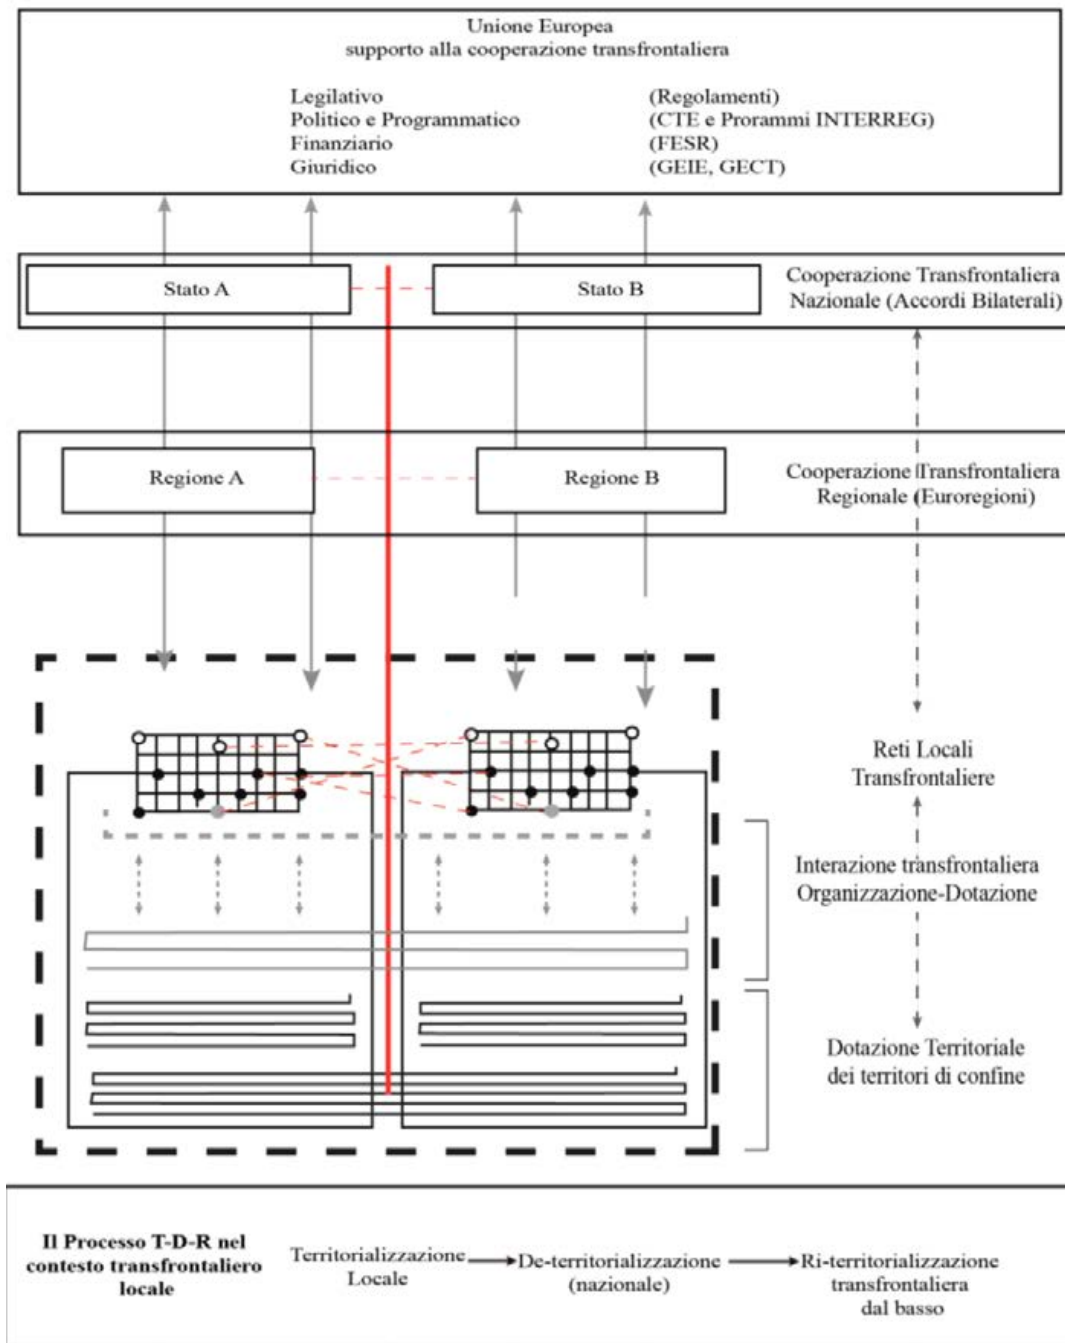 Unione Europea
supporto alla cooperazione transfrontaliera
Legilativo (Regolamenti)
Politico e Programmatico (CTE e Prorammi INTERREG)
Finanziario (FESR)
Giuridico (GEIE, GECT)
Stato A
Stato B
Cooperazione Transfrontaliera
Nazionale (Accordi Bilaterali)
Regione A
Regione B
Cooperazione Transfrontaliera
Regionale (Euroregioni)
Reti Locali
Transfrontaliere
Interazione transfrontaliera
Organizzazione-Dotazione
Dotazione Territoriale
dei territori di confine
Il Processo T-D-R nel
contesto transfrontaliero
locale
Territorializzazione
Locale
De-territorializzazione
(nazionale)
Ri-territorializzazione
transfrontaliera
dal basso